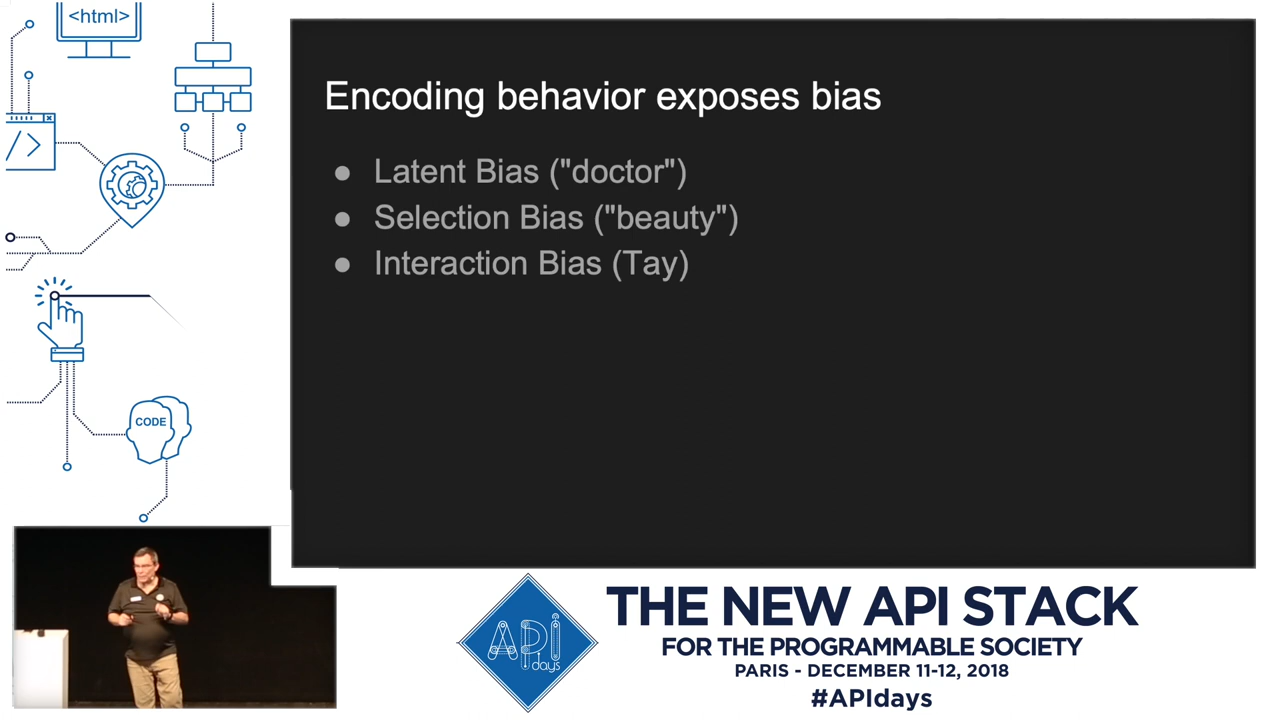 <html>
</>
CODE
Encoding behavior exposes bias
● Latent Bias ("doctor")
● Selection Bias ("beauty")
● Interaction Bias (Tay)
API
days
THE NEW API STACK
FOR THE PROGRAMMABLE SOCIETY
PARIS - DECEMBER 11-12, 2018
#APIdays